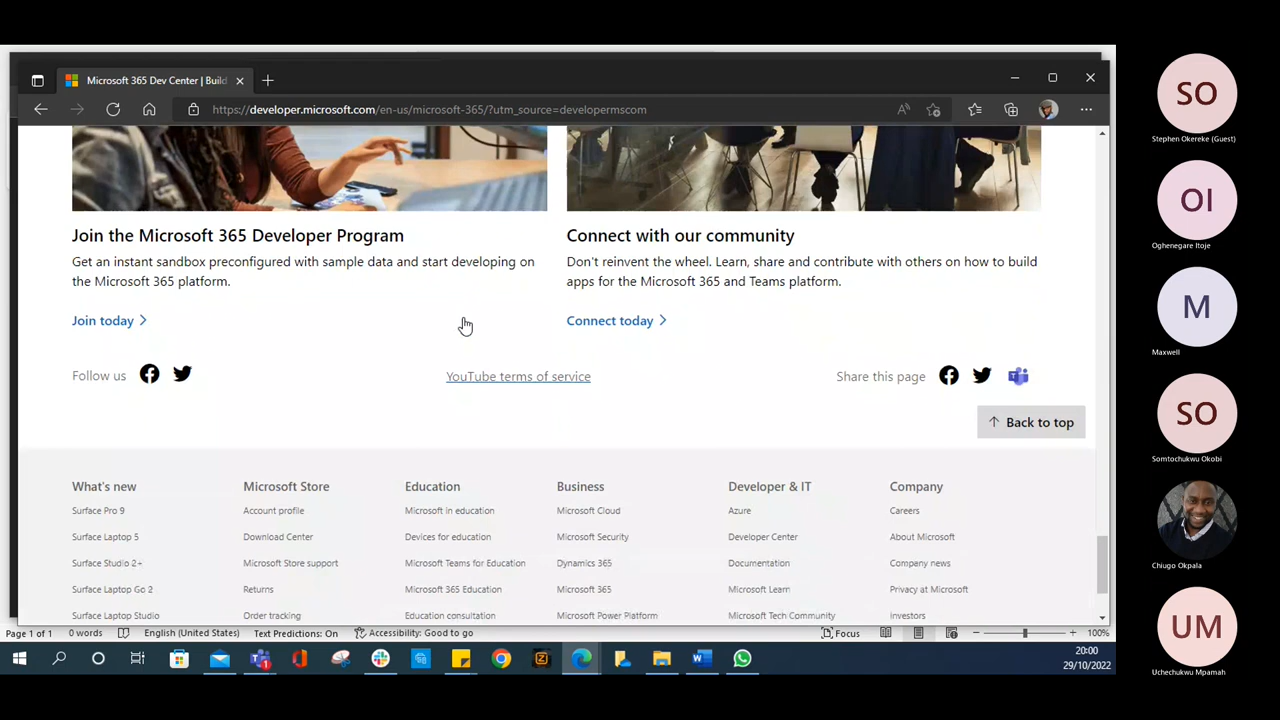 Microsoft 365 Dev Center | Build
https://developer.microsoft.com/en-us/microsoft-365/?utm_source=developermscom
Join the Microsoft 365 Developer Program
Get an instant sandbox preconfigured with sample data and start developing on
the Microsoft 365 platform.
Join today
Connect with our community
Don't reinvent the wheel. Learn, share and contribute with others on how to build
apps for the Microsoft 365 and Teams platform.
Connect today
Follow us
YouTube terms of service
Share this page
Back to top
What's new
Surface Pro 9
Surface Laptop 5
Surface Studio 2+
Surface Laptop Go 2
Surface Laptop Studio
Microsoft Store
Account profile
Download Center
Microsoft Store support
Returns
Order tracking
Education
Microsoft in education
Devices for education
Microsoft Teams for Education
Microsoft 365 Education
Education consultation
Business
Microsoft Cloud
Microsoft Security
Dynamics 365
Microsoft 365
Microsoft Power Platform
Developer & IT
Azure
Developer Center
Documentation
Microsoft Learn
Microsoft Tech Community
Company
Careers
About Microsoft
Company news
Privacy at Microsoft
Investors
Page 1 of 1 0 words English (United States) Text Predictions: On Accessibility: Good to go Focus 100%
20:00
29/10/2022
SO
Stephen Okereke (Guest)
OI
Oghenegare Itoje
M
Maxwell
SO
Somtochukwu Okobi
Chiugo Okpala
UM
Uchechukwu Mpamah